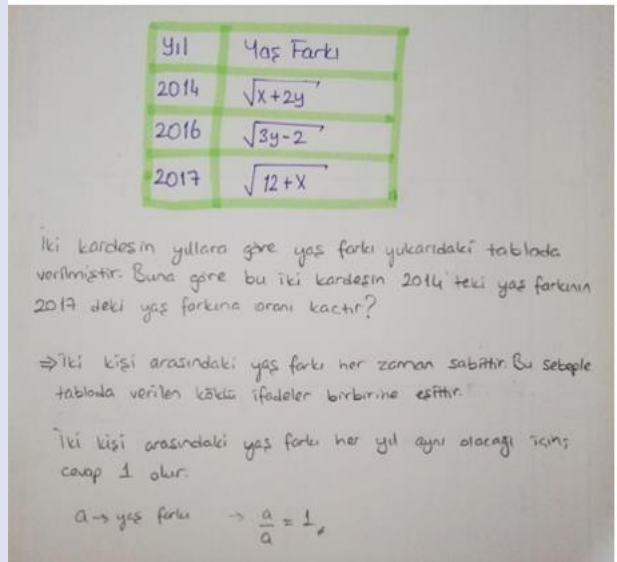 Yıl Yaş Farkı
2014 √x+2y
2016 √3y-2
2017 √12+x
İki kardeşin yıllara göre yaş farkı yukarıdaki tabloda
verilmiştir. Buna göre bu iki kardeşin 2014'teki yaş farkının
2017 deki yaş farkına oranı kaçtır?
⇒ İki kişi arasındaki yaş farkı her zaman sabittir. Bu sebeple
tabloda verilen köklü ifadeler birbirine eşittir.
İki kişi arasındaki yaş farkı her yıl aynı olacağı için;
cevap 1 olur.
a → yaş farkı → a/a = 1